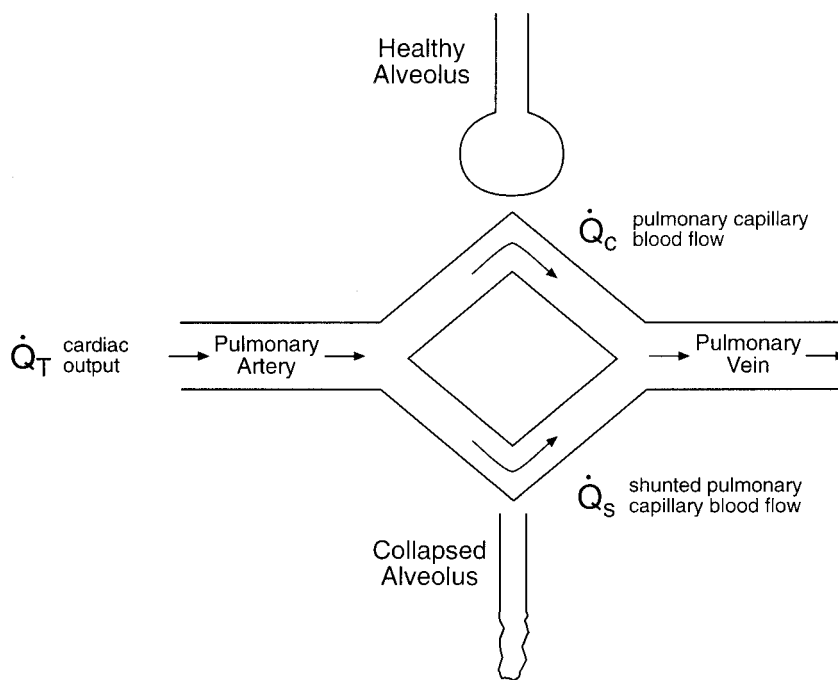 Healthy
Alveolus
Q̇C pulmonary capillary
blood flow
Q̇T cardiac
output
Pulmonary
Artery
Pulmonary
Vein
Q̇S shunted pulmonary
capillary blood flow
Collapsed
Alveolus